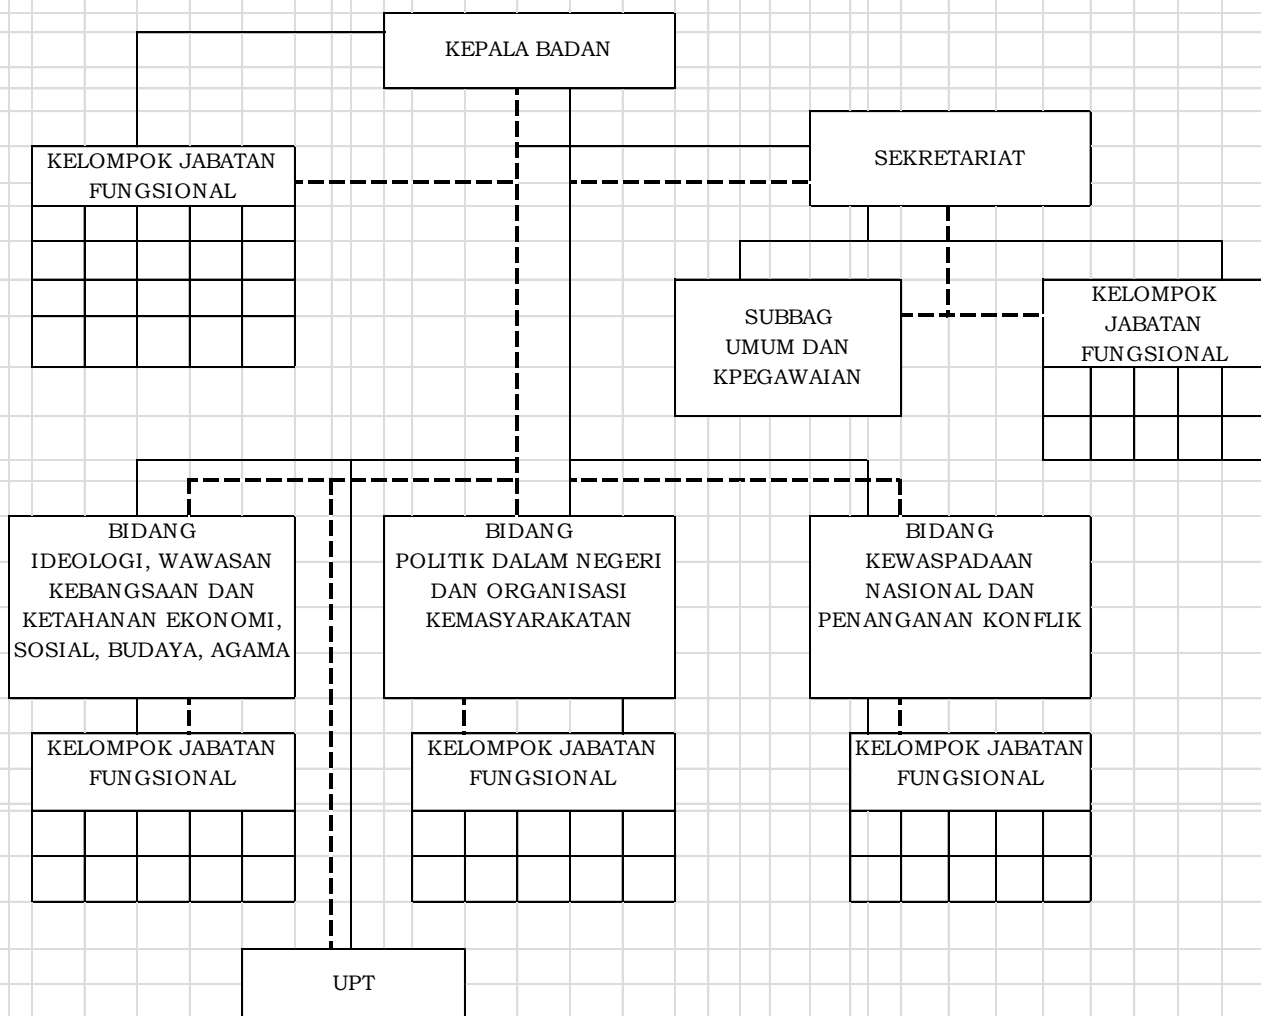 KEPALA BADAN
SEKRETARIAT
KELOMPOK JABATAN
FUNGSIONAL
SUBBAG
UMUM DAN
KPEGAWAIAN
KELOMPOK
JABATAN
FUNGSIONAL
BIDANG
IDEOLOGI, WAWASAN
KEBANGSAAN DAN
KETAHANAN EKONOMI,
SOSIAL, BUDAYA, AGAMA
BIDANG
POLITIK DALAM NEGERI
DAN ORGANISASI
KEMASYARAKATAN
BIDANG
KEWASPADAAN
NASIONAL DAN
PENANGANAN KONFLIK
KELOMPOK JABATAN
FUNGSIONAL
KELOMPOK JABATAN
FUNGSIONAL
KELOMPOK JABATAN
FUNGSIONAL
UPT